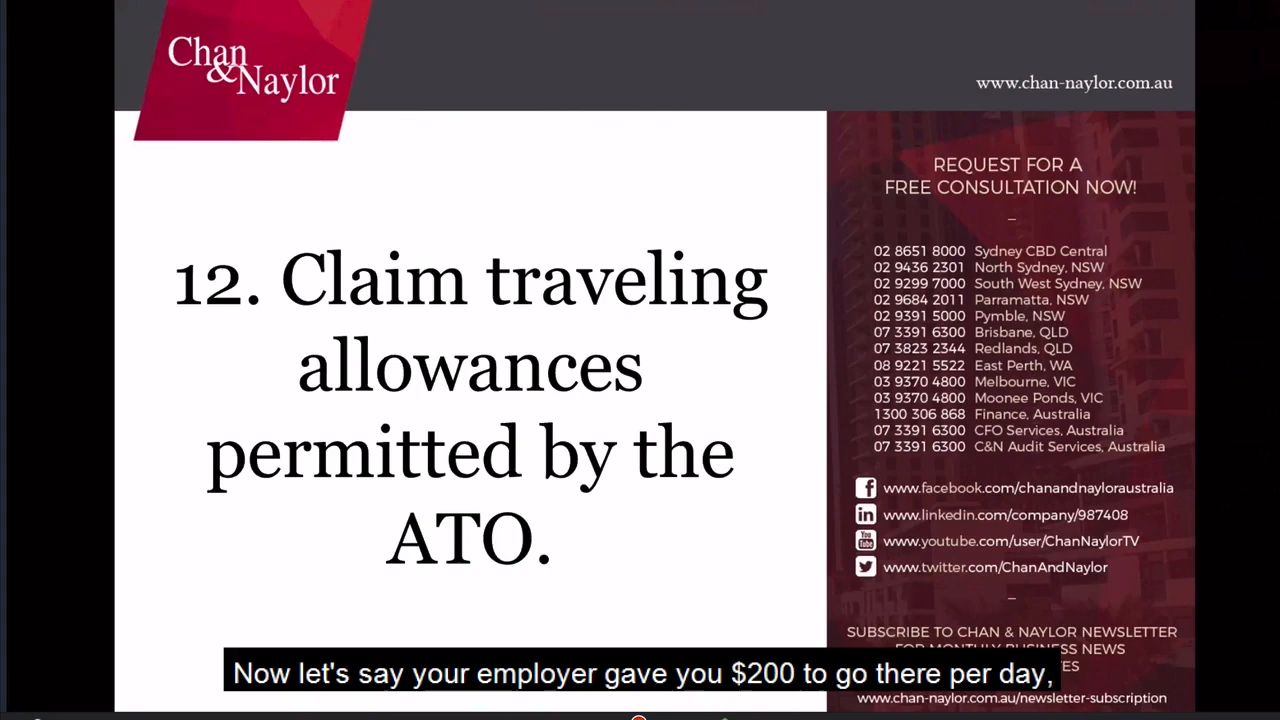 Chan
&Naylor
www.chan-naylor.com.au
12. Claim traveling
allowances
permitted by the
ATO.
REQUEST FOR A
FREE CONSULTATION NOW!
02 8651 8000 Sydney CBD Central
02 9436 2301 North Sydney, NSW
02 9299 7000 South West Sydney, NSW
02 9684 2011 Parramatta, NSW
02 9391 5000 Pymble, NSW
07 3391 6300 Brisbane, QLD
07 3823 2344 Redlands, QLD
08 9221 5522 East Perth, WA
03 9370 4800 Melbourne, VIC
03 9370 4800 Moonee Ponds, VIC
1300 306 868 Finance, Australia
07 3391 6300 CFO Services, Australia
07 3391 6300 C&N Audit Services, Australia
www.facebook.com/chanandnayloraustralia
www.linkedin.com/company/987408
You
Tube
www.youtube.com/user/ChanNaylorTV
www.twitter.com/ChanAndNaylor
SUBSCRIBE TO CHAN & NAYLOR NEWSLETTER
FOR MONTHLY BUSINESS NEWS
Now let's say your employer gave you $200 to go there per day,
www.chan-naylor.com.au/newsletter-subscription